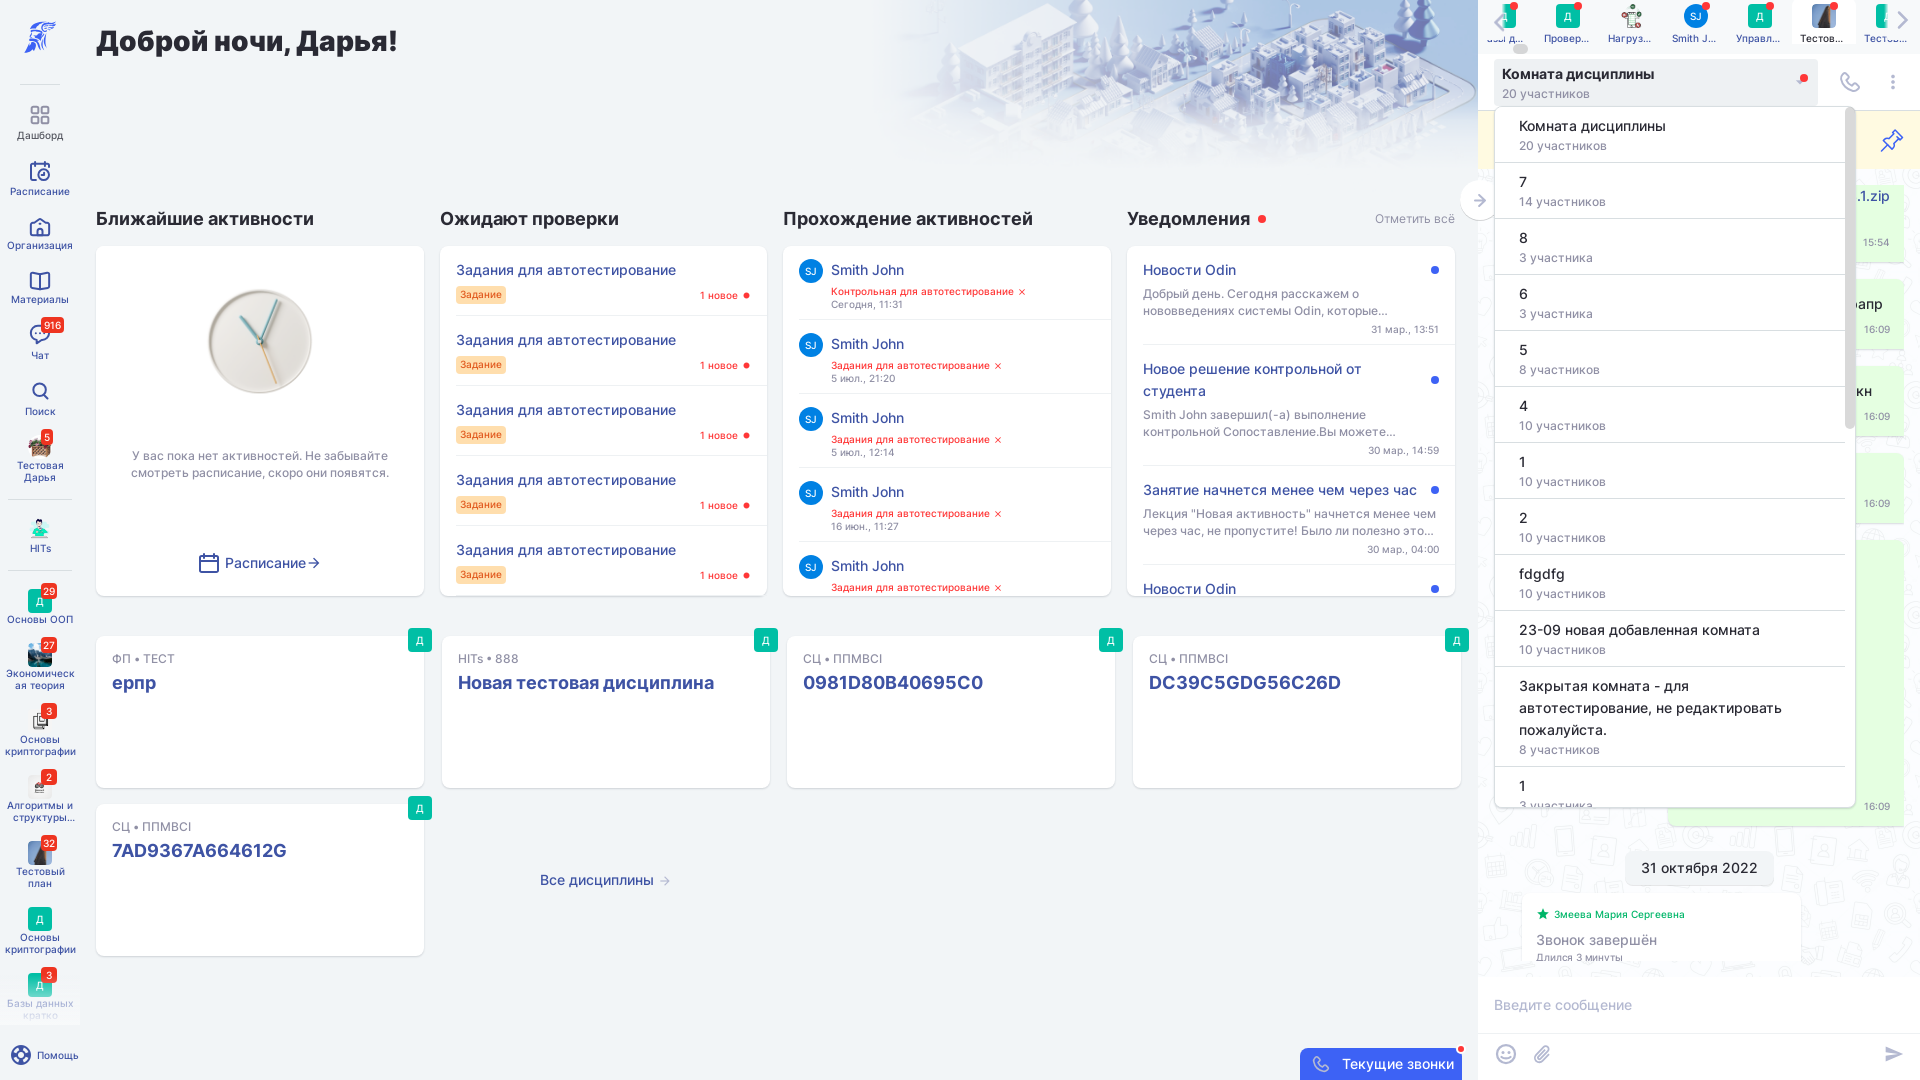 Доброй ночи, Дарья!
Дашборд
Расписание
Организация
Материалы
916
Чат
Поиск
5
Тестовая
Дарья
HITs
29
Д
Основы ООП
27
Экономическ
ая теория
3
Основы
криптографии
2
Алгоритмы и
структуры...
32
Тестовый
план
Д
Основы
криптографии
3
Д
Базы данных
кратко
Помощь
Ближайшие активности
У вас пока нет активностей. Не забывайте
смотреть расписание, скоро они появятся.
Расписание
Ожидают проверки
Задания для автотестирование
Задание
1 новое
Задания для автотестирование
Задание
1 новое
Задания для автотестирование
Задание
1 новое
Задания для автотестирование
Задание
1 новое
Задания для автотестирование
Задание
1 новое
Прохождение активностей
SJ
Smith John
Контрольная для автотестирование
Сегодня, 11:31
SJ
Smith John
Задания для автотестирование
5 июл., 21:20
SJ
Smith John
Задания для автотестирование
5 июл., 12:14
SJ
Smith John
Задания для автотестирование
16 июн., 11:27
SJ
Smith John
Задания для автотестирование
Уведомления
Отметить всё
Новости Odin
Добрый день. Сегодня расскажем о
нововведениях системы Odin, которые...
31 мар., 13:51
Новое решение контрольной от
студента
Smith John завершил(-а) выполнение
контрольной Сопоставление.Вы можете...
30 мар., 14:59
Занятие начнется менее чем через час
Лекция "Новая активность" начнется менее чем
через час, не пропустите! Было ли полезно это...
30 мар., 04:00
Новости Odin
Д
ФП • ТЕСТ
ерпр
Д
HITs • 888
Новая тестовая дисциплина
Д
СЦ • ППМВСІ
0981D80B40695C0
Д
СЦ • ППМВСІ
DC39C5GDG56C26D
Д
СЦ • ППМВСІ
7AD9367A664612G
Все дисциплины
Текущие звонки
Д
Провер...
Нагруз...
SJ
Smith J...
Д
Управл...
Тестов...
Комната дисциплины
20 участников
Комната дисциплины
20 участников
7
14 участников
8
3 участника
6
3 участника
5
8 участников
4
10 участников
1
10 участников
2
10 участников
fdgdfg
10 участников
23-09 новая добавленная комната
10 участников
Закрытая комната - для
автотестирование, не редактировать
пожалуйста.
8 участников
1
3 участника
.1.zip
15:54
16:09
кн
16:09
16:09
16:09
31 октября 2022
Змеева Мария Сергеевна
Звонок завершён
Длился 3 минуты
Введите сообщение